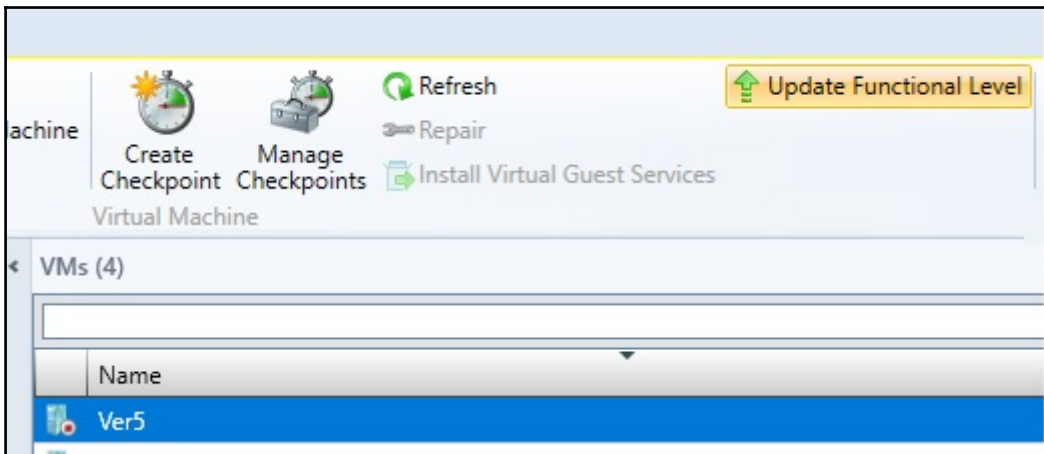 achine
Create
Checkpoint
Manage
Checkpoints
Refresh
Repair
Install Virtual Guest Services
Update Functional Level
Virtual Machine
VMs (4)
Name
Ver5